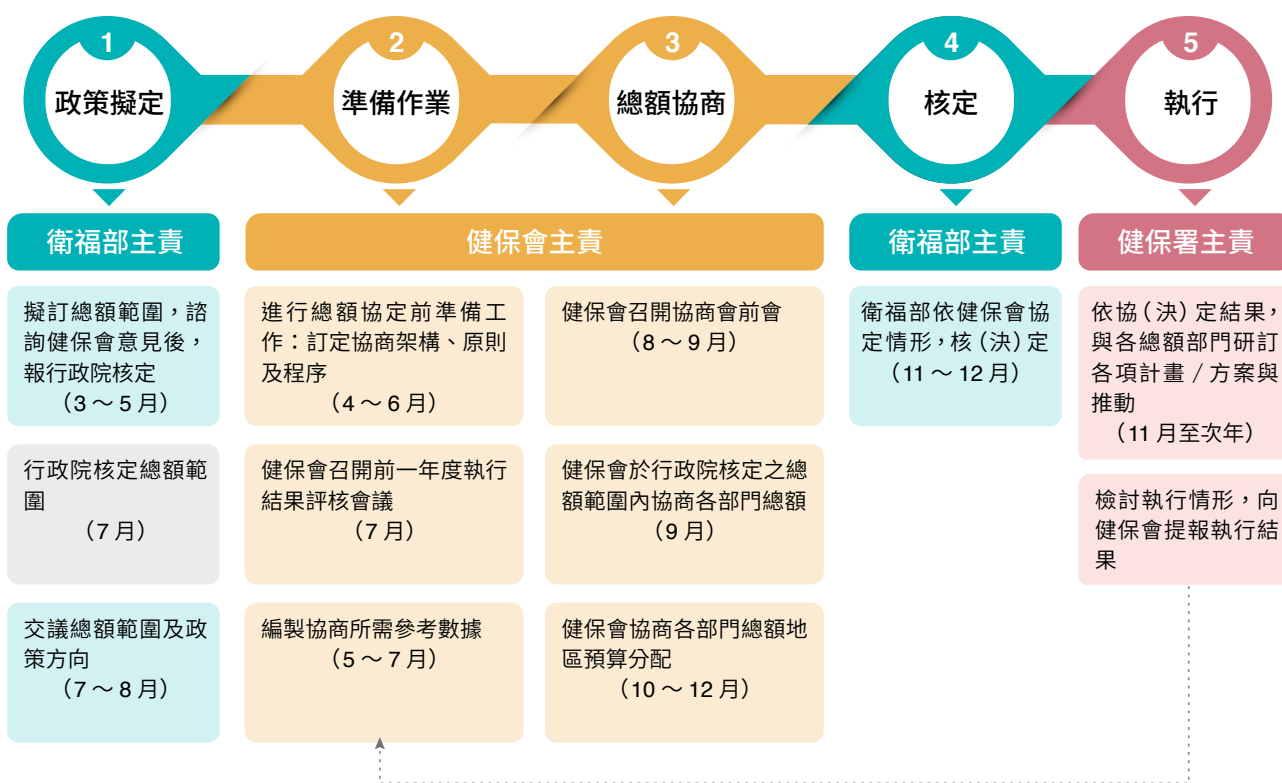 1
政策擬定
2
準備作業
3
總額協商
4
核定
5
執行
衛福部主責
健保會主責
衛福部主責
健保署主責
擬訂總額範圍，諮
詢健保會意見後，
報行政院核定
（3～5月）
行政院核定總額範
圍
（7月）
交議總額範圍及政
策方向
（7～8月）
進行總額協定前準備工
作：訂定協商架構、原則
及程序
（4～6月）
健保會召開前一年度執行
結果評核會議
（7月）
編製協商所需參考數據
（5～7月）
健保會召開協商會前會
（8～9月）
健保會於行政院核定之總
額範圍內協商各部門總額
（9月）
健保會協商各部門總額地
區預算分配
（10～12月）
衛福部依健保會協
定情形，核（決）定
（11～12月）
依協（決）定結果，
與各總額部門研訂
各項計畫／方案與
推動
（11月至次年）
檢討執行情形，向
健保會提報執行結
果